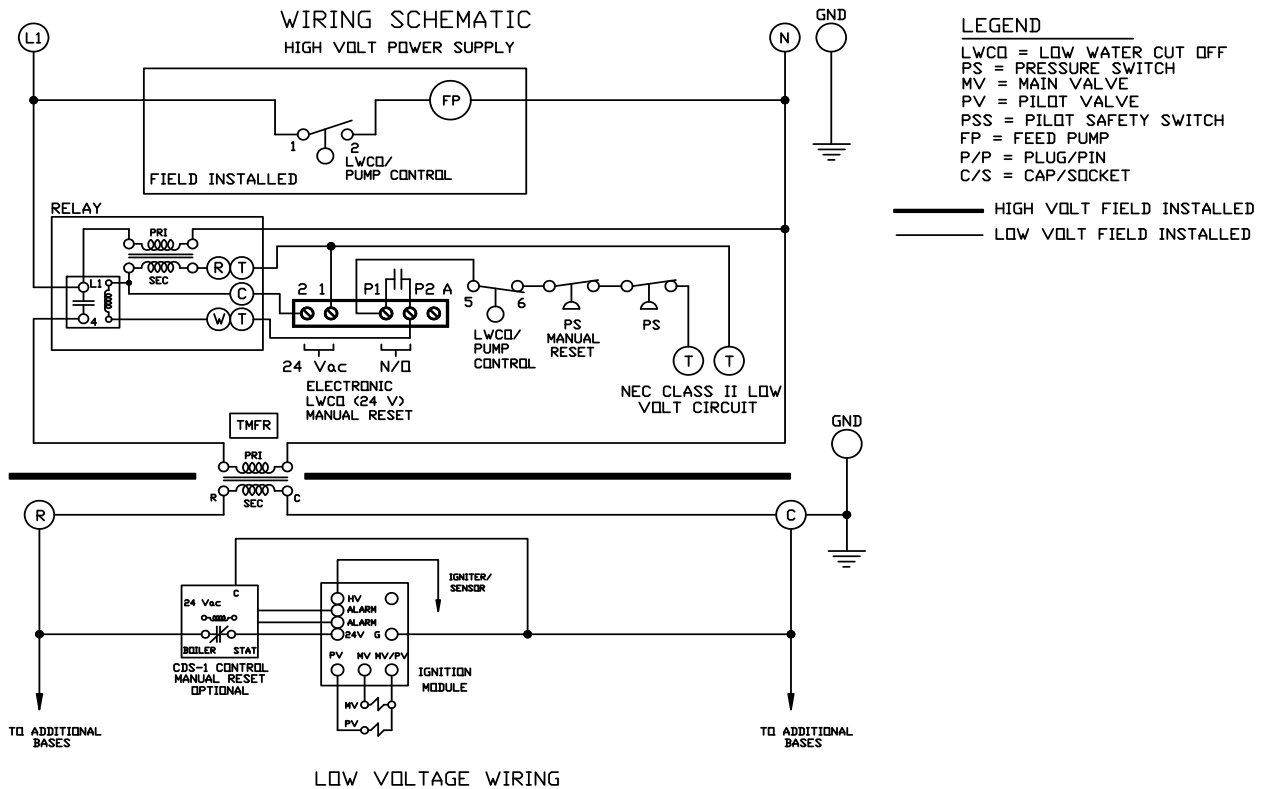 WIRING SCHEMATIC
HIGH VOLT POWER SUPPLY
L1
N
GND
LEGEND
LWCO = LOW WATER CUT OFF
PS = PRESSURE SWITCH
MV = MAIN VALVE
PV = PILOT VALVE
PSS = PILOT SAFETY SWITCH
FP = FEED PUMP
P/P = PLUG/PIN
C/S = CAP/SOCKET
HIGH VOLT FIELD INSTALLED
LOW VOLT FIELD INSTALLED
FP
1
2
LWCO/
PUMP CONTROL
FIELD INSTALLED
RELAY
PRI
SEC
R
T
L1
4
C
W
T
2 1
P1
P2 A
5
6
LWCO/
PUMP
CONTROL
PS
MANUAL
RESET
PS
T
T
24 Vac
N/O
ELECTRONIC
LWCO (24 V)
MANUAL RESET
NEC CLASS II LOW
VOLT CIRCUIT
TMFR
PRI
SEC
R
C
GND
R
C
C
24 Vac
BOILER
STAT
CDS-1 CONTROL
MANUAL RESET
OPTIONAL
IGNITER/
SENSOR
HV
ALARM
ALARM
24V
G
PV
MV
MV/PV
IGNITION
MODULE
MV
PV
TO ADDITIONAL
BASES
TO ADDITIONAL
BASES
LOW VOLTAGE WIRING